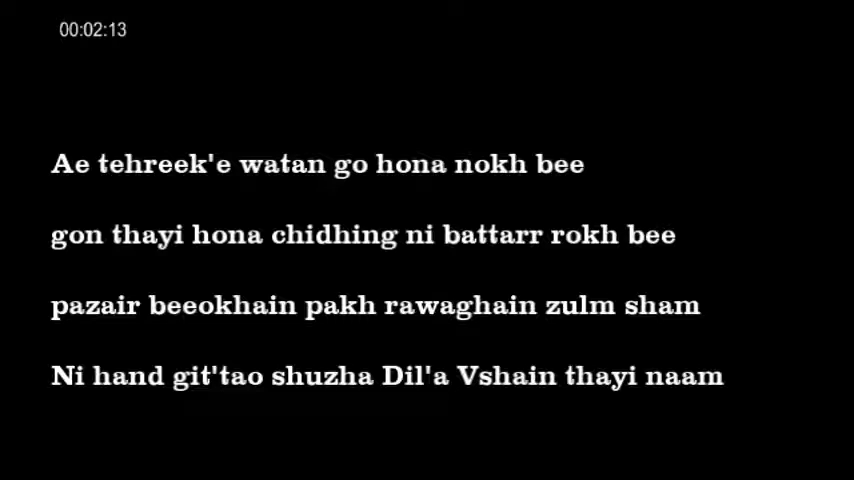 00:02:13
Ae tehreek'e watan go hona nokh bee
gon thayi hona chidhing ni battarr rokh bee
pazair beeokhain pakh rawaghain zulm sham
Ni hand git'tao shuzha Dil'a Vshain thayi naam